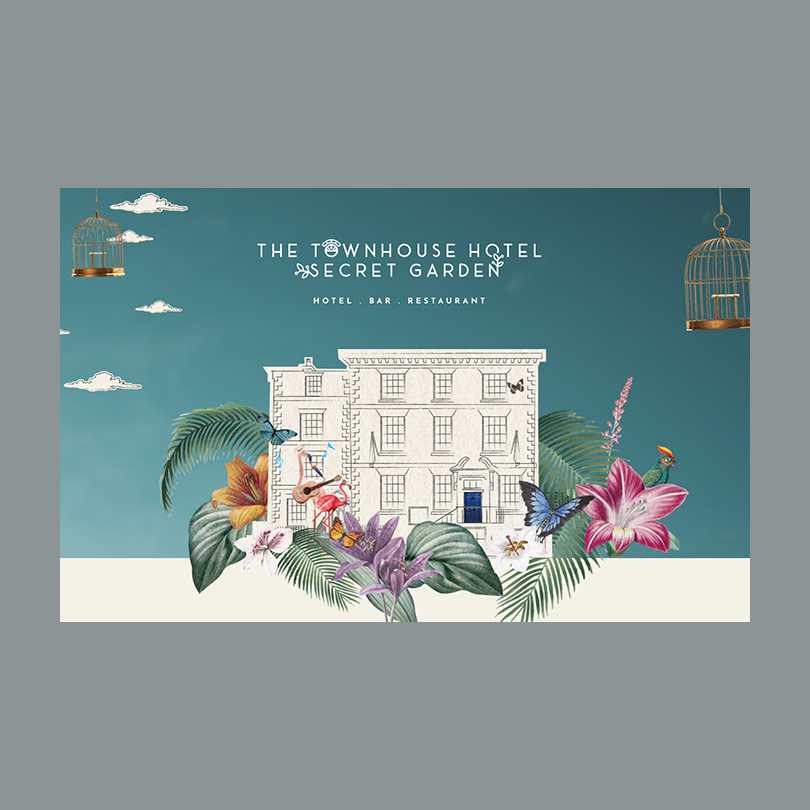 THE TOWNHOUSE HOTEL
SECRET GARDEN
HOTEL . BAR . RESTAURANT